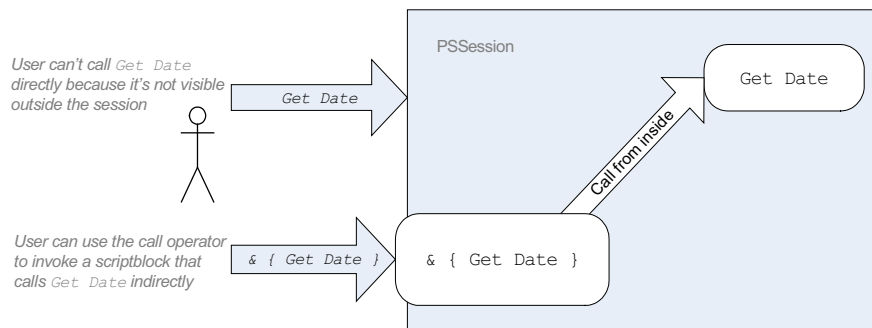 PSSession
User can't call Get Date
directly because it's not visible
outside the session
Get Date
Get Date
Call from inside
User can use the call operator
to invoke a scriptblock that
calls Get Date indirectly
& { Get Date }
& { Get Date }